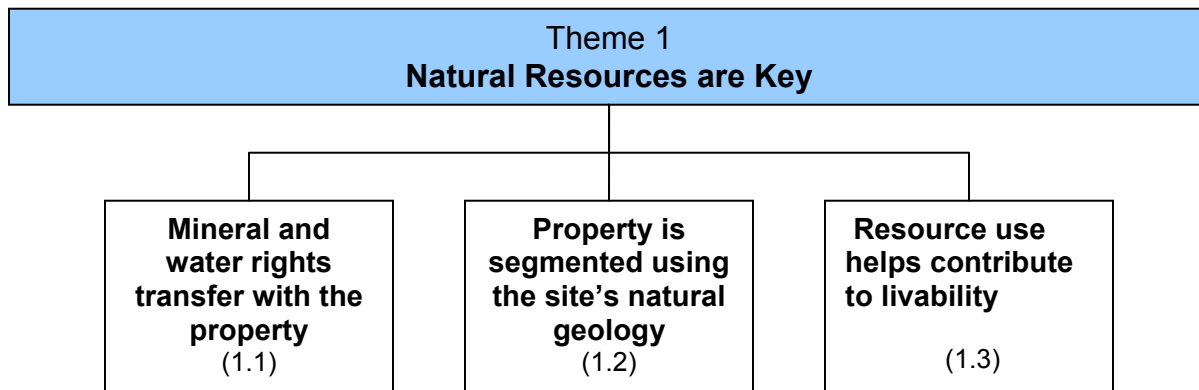 Theme 1
Natural Resources are Key
Mineral and
water rights
transfer with the
property
(1.1)
Property is
segmented using
the site’s natural
geology
(1.2)
Resource use
helps contribute
to livability
(1.3)